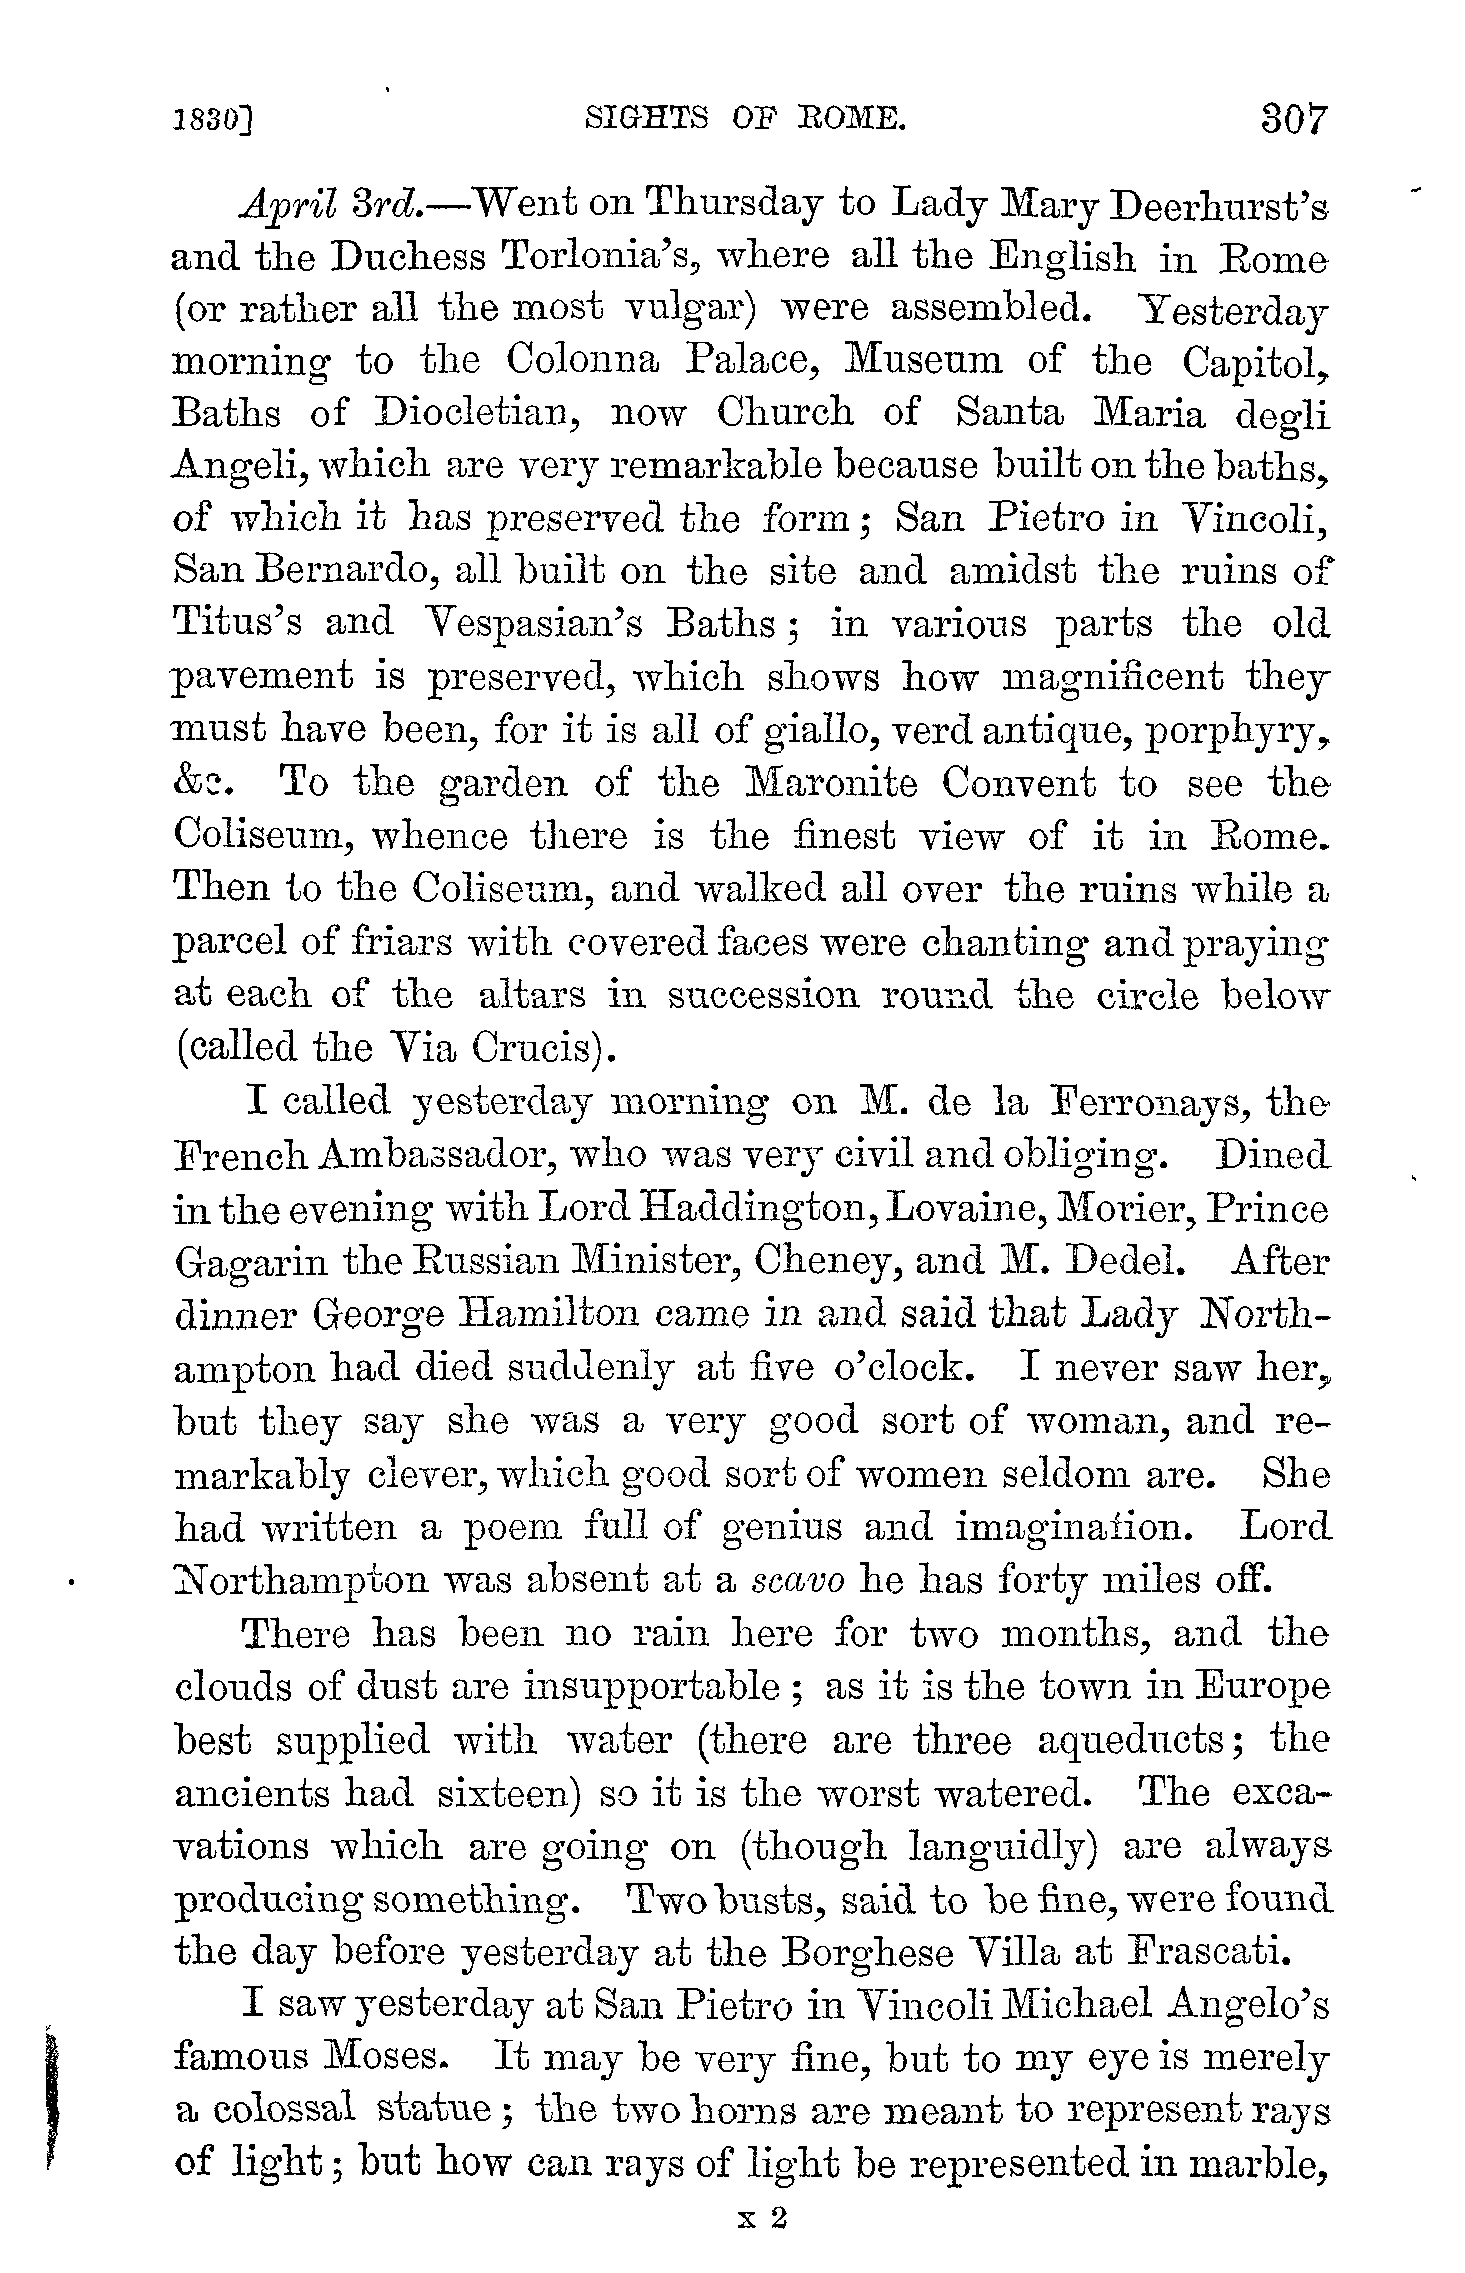 1830] SIGHTS OF ROME. 307
April 3rd.—Went on Thursday to Lady Mary Deerhurst's
and the Duchess Torlonia's, where all the English in Rome
(or rather all the most vulgar) were assembled. Yesterday
morning to the Colonna Palace, Museum of the Capitol,
Baths of Diocletian, now Church of Santa Maria degli
Angeli, which are very remarkable because built on the baths,
of which it has preserved the form; San Pietro in Vincoli,
San Bernardo, all built on the site and amidst the ruins of
Titus's and Vespasian's Baths; in various parts the old
pavement is preserved, which shows how magnificent they
must have been, for it is all of giallo, verd antique, porphyry,
&c. To the garden of the Maronite Convent to see the
Coliseum, whence there is the finest view of it in Rome.
Then to the Coliseum, and walked all over the ruins while a
parcel of friars with covered faces were chanting and praying
at each of the altars in succession round the circle below
(called the Via Crucis).
I called yesterday morning on M. de la Ferronays, the
French Ambassador, who was very civil and obliging. Dined
in the evening with Lord Haddington, Lovaine, Morier, Prince
Gagarin the Russian Minister, Cheney, and M. Dedel. After
dinner George Hamilton came in and said that Lady North-
ampton had died suddenly at five o'clock. I never saw her,
but they say she was a very good sort of woman, and re-
markably clever, which good sort of women seldom are. She
had written a poem full of genius and imagination. Lord
Northampton was absent at a scavo he has forty miles off.
There has been no rain here for two months, and the
clouds of dust are insupportable; as it is the town in Europe
best supplied with water (there are three aqueducts; the
ancients had sixteen) so it is the worst watered. The exca-
vations which are going on (though languidly) are always
producing something. Two busts, said to be fine, were found
the day before yesterday at the Borghese Villa at Frascati.
I saw yesterday at San Pietro in Vincoli Michael Angelo's
famous Moses. It may be very fine, but to my eye is merely
a colossal statue; the two horns are meant to represent rays
of light; but how can rays of light be represented in marble,
x 2